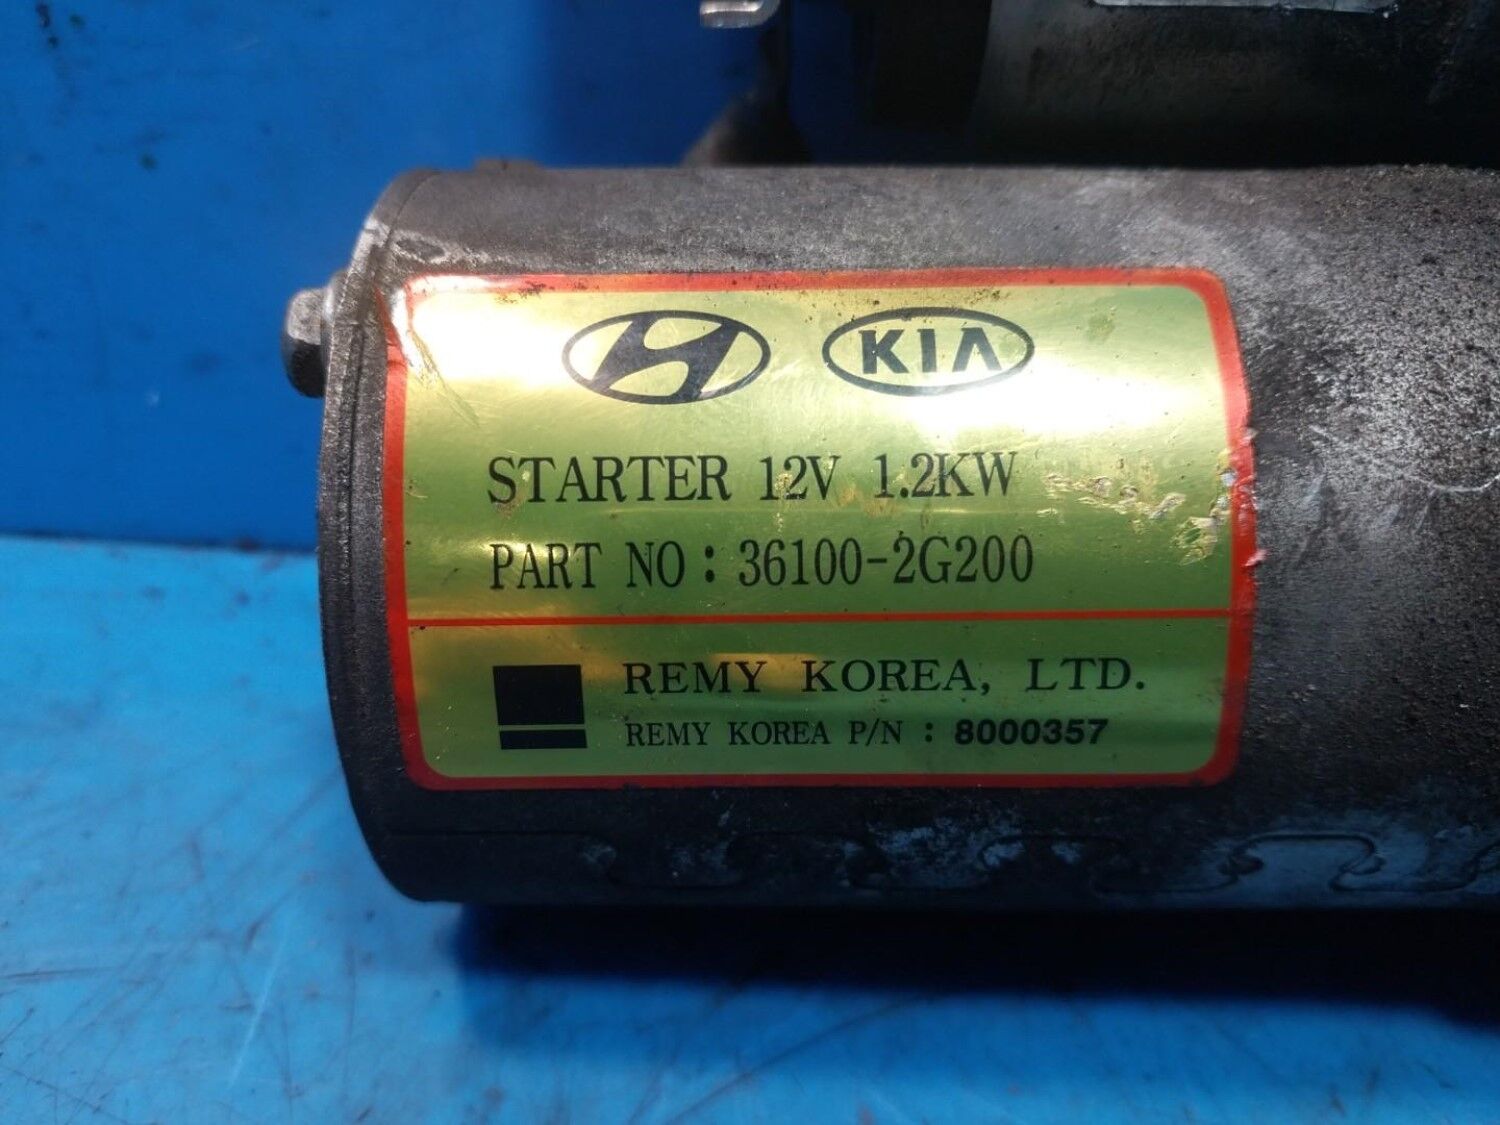 KIA
STARTER 12V 1.2KW
PART NO : 36100-2G200
REMY KOREA, LTD.
REMY KOREA P/N : 8000357